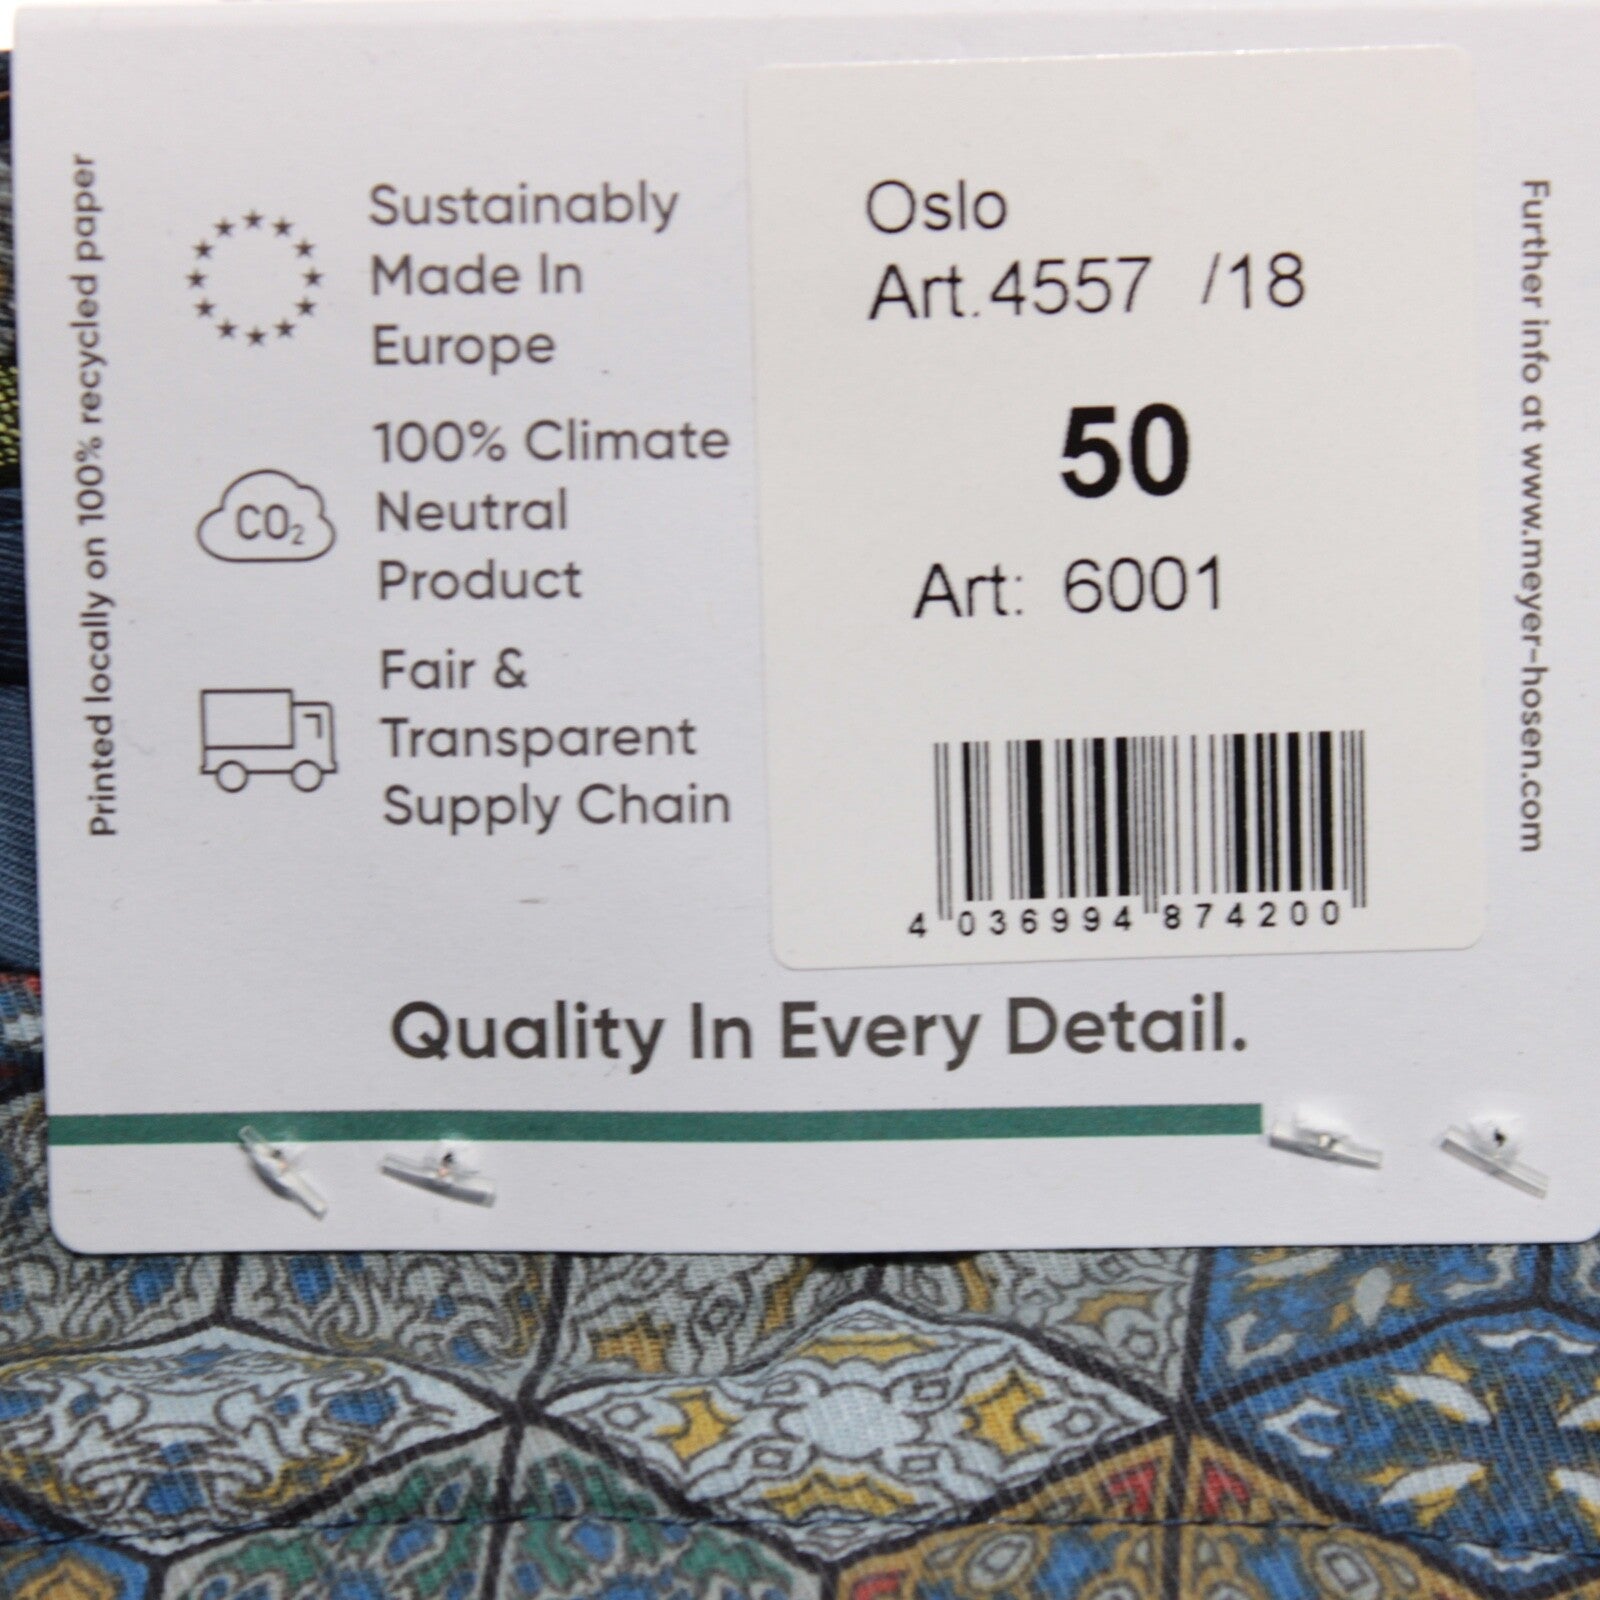 Printed locally on 100% recycled paper
Sustainably
Made In
Europe
CO₂
100% Climate
Neutral
Product
Fair &
Transparent
Supply Chain
Oslo
Art.4557 /18
50
Art: 6001
4 036994 874200
Further info at www.meyer-hosen.com
Quality In Every Detail.